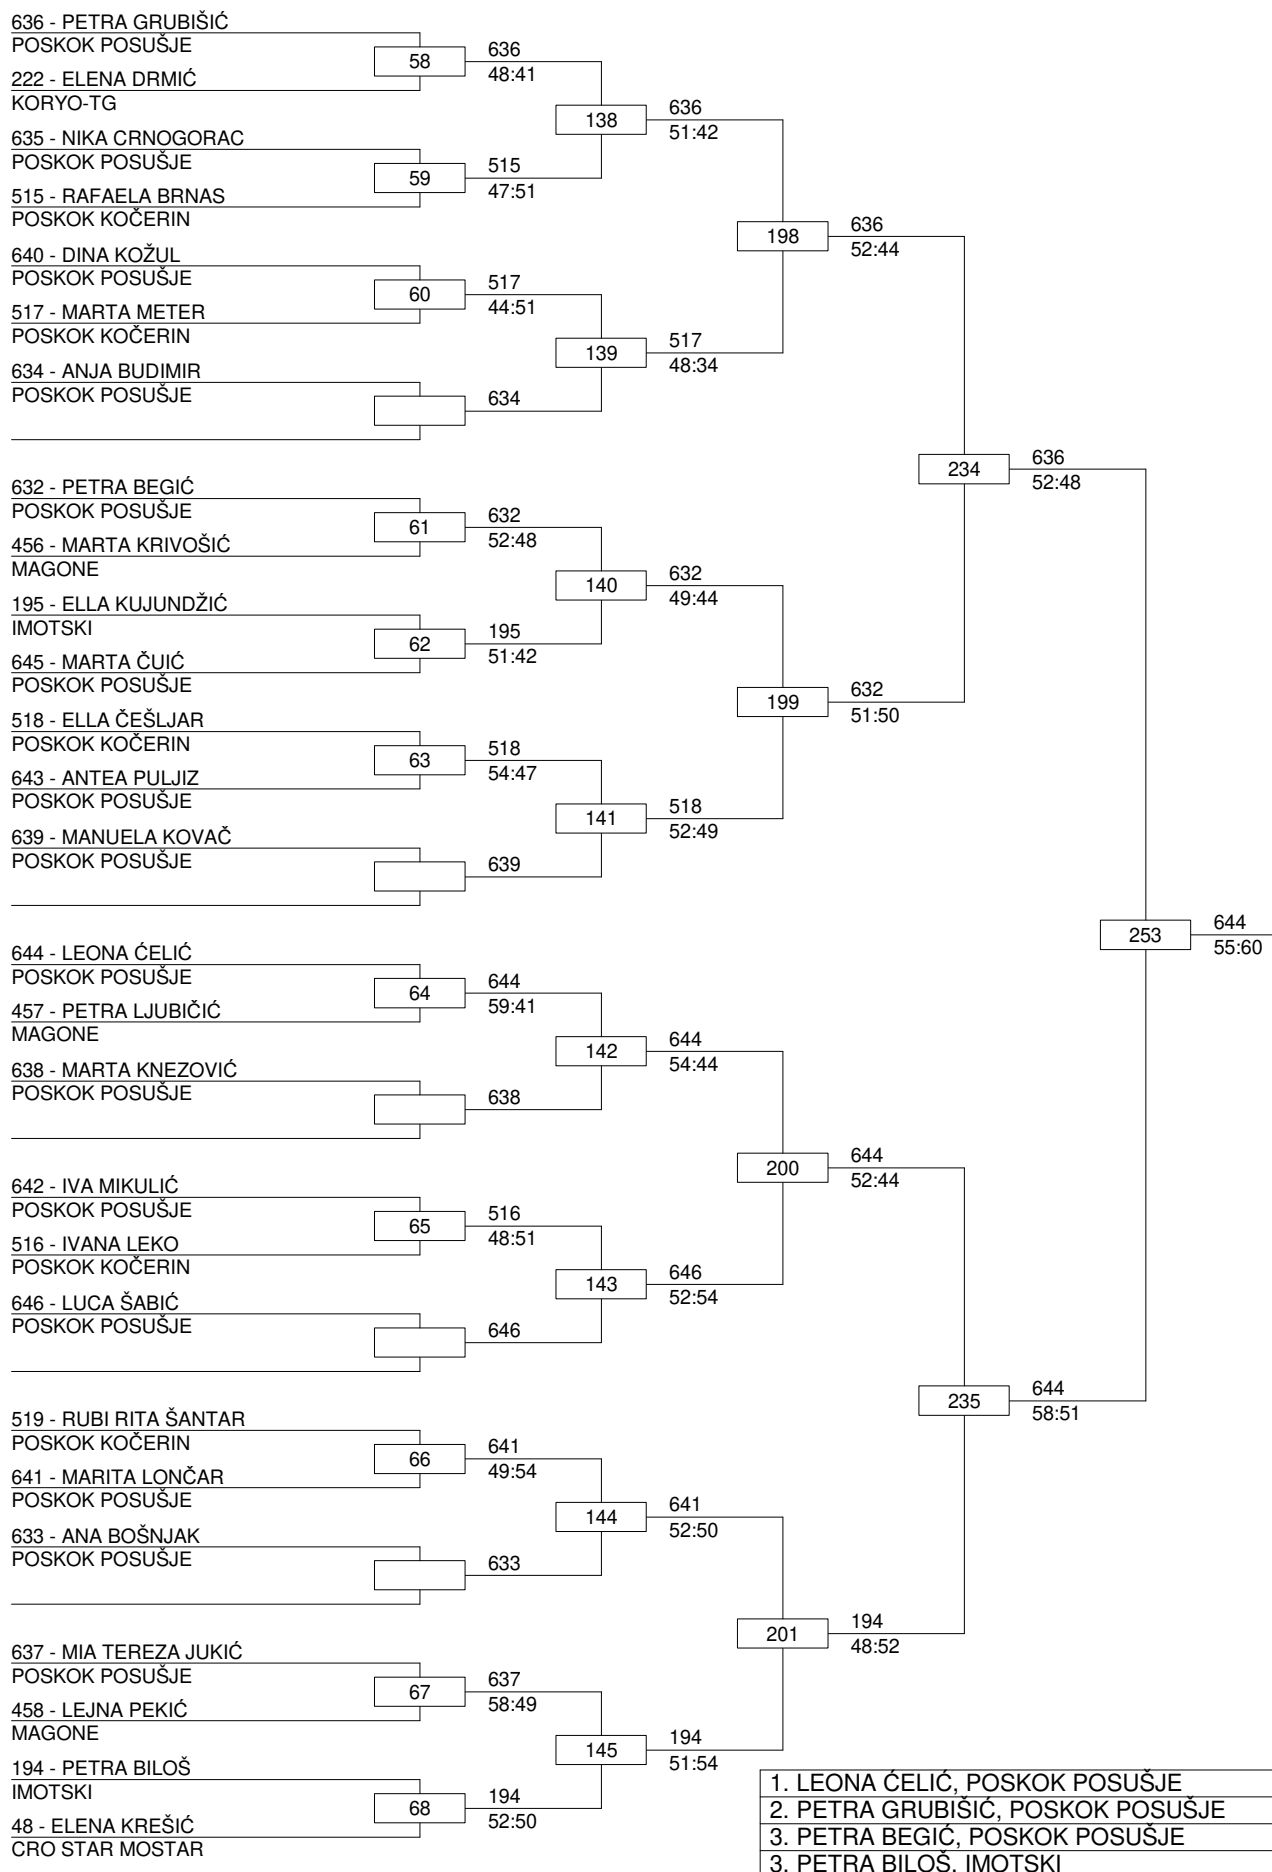 636 - PETRA GRUBIŠIĆ
POSKOK POSUŠJE
58
636
48:41
222 - ELENA DRMIĆ
KORYO-TG
138
636
51:42
635 - NIKA CRNOGORAC
POSKOK POSUŠJE
59
515
47:51
515 - RAFAELA BRNAS
POSKOK KOČERIN
198
636
52:44
640 - DINA KOŽUL
POSKOK POSUŠJE
60
517
44:51
517 - MARTA METER
POSKOK KOČERIN
139
517
48:34
634 - ANJA BUDIMIR
POSKOK POSUŠJE
634
234
636
52:48
632 - PETRA BEGIĆ
POSKOK POSUŠJE
61
632
52:48
456 - MARTA KRIVOŠIĆ
MAGONE
140
632
49:44
195 - ELLA KUJUNDŽIĆ
IMOTSKI
62
195
51:42
645 - MARTA ČUIĆ
POSKOK POSUŠJE
199
632
51:50
518 - ELLA ČEŠLJAR
POSKOK KOČERIN
63
518
54:47
643 - ANTEA PULJIZ
POSKOK POSUŠJE
141
518
52:49
639 - MANUELA KOVAČ
POSKOK POSUŠJE
639
253
644
55:60
644 - LEONA ĆELIĆ
POSKOK POSUŠJE
64
644
59:41
457 - PETRA LJUBIČIĆ
MAGONE
142
644
54:44
638 - MARTA KNEZOVIĆ
POSKOK POSUŠJE
638
200
644
52:44
642 - IVA MIKULIĆ
POSKOK POSUŠJE
65
516
48:51
516 - IVANA LEKO
POSKOK KOČERIN
143
646
52:54
646 - LUCA ŠABIĆ
POSKOK POSUŠJE
646
235
644
58:51
519 - RUBI RITA ŠANTAR
POSKOK KOČERIN
66
641
49:54
641 - MARITA LONČAR
POSKOK POSUŠJE
144
641
52:50
633 - ANA BOŠNJAK
POSKOK POSUŠJE
633
201
194
48:52
637 - MIA TEREZA JUKIĆ
POSKOK POSUŠJE
67
637
58:49
458 - LEJNA PEKIĆ
MAGONE
145
194
51:54
194 - PETRA BILOŠ
IMOTSKI
68
194
52:50
48 - ELENA KREŠIĆ
CRO STAR MOSTAR
1. LEONA ĆELIĆ, POSKOK POSUŠJE
2. PETRA GRUBIŠIĆ, POSKOK POSUŠJE
3. PETRA BEGIĆ, POSKOK POSUŠJE
3. PETRA BILOŠ, IMOTSKI